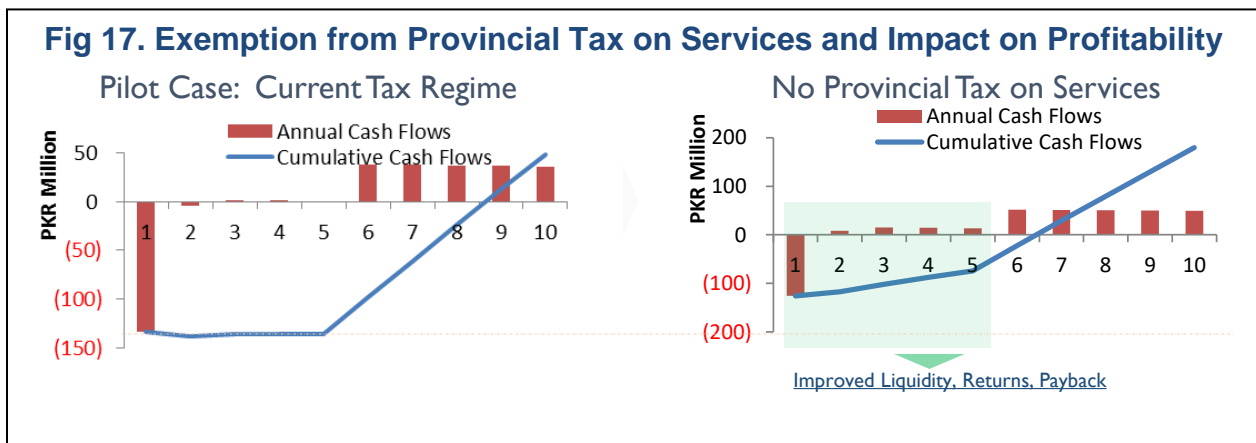 Fig 17. Exemption from Provincial Tax on Services and Impact on Profitability
Pilot Case: Current Tax Regime
Annual Cash Flows
Cumulative Cash Flows
PKR Million
50
0
(50)
(100)
(150)
1 2 3 4 5 6 7 8 9 10
No Provincial Tax on Services
Annual Cash Flows
Cumulative Cash Flows
PKR Million
200
100
0
(100)
(200)
1 2 3 4 5 6 7 8 9 10
Improved Liquidity, Returns, Payback